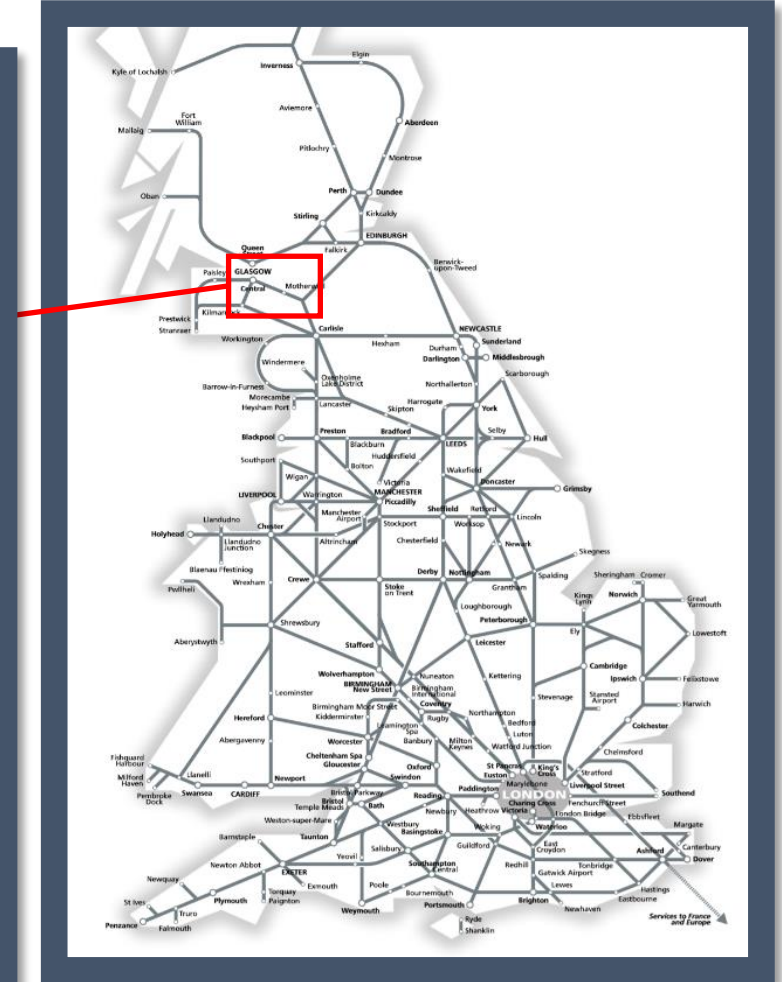 Elgin
Inverness
Kyle of Lochalsh
Aviemore
Fort
William
Mallaig
Aberdeen
Pitlochry
Montrose
Oban
Perth
Dundee
Stirling
Kirkcaldy
Queen
EDINBURGH
Falkirk
Berwick-
upon-Tweed
Paisley
GLASGOW
Central
Motherwell
Kilmarnock
Prestwick
Stranraer
Carlisle
Workington
Hexham
NEWCASTLE
Sunderland
Durham
Darlington
Middlesbrough
Windermere
Oxenholme
Lake District
Scarborough
Barrow-in-Furness
Northallerton
Morecambe
Heysham Port
Lancaster
Harrogate
Skipton
York
Blackpool
Preston
Bradford
Selby
Blackburn
LEEDS
Hull
Southport
Huddersfield
Bolton
Wakefield
Wigan
Victoria
Doncaster
Grimsby
LIVERPOOL
Warrington
MANCHESTER
Piccadilly
Sheffield
Retford
Llandudno
Manchester
Airport
Lincoln
Chester
Stockport
Worksop
Holyhead
Llandudno
Junction
Altrincham
Chesterfield
Newark
Skegness
Blaenau Ffestiniog
Derby
Nottingham
Spalding
Sheringham
Cromer
Pwllheli
Wrexham
Crewe
Stoke
on Trent
Grantham
Kings
Lynn
Norwich
Great
Yarmouth
Loughborough
Peterborough
Shrewsbury
Ely
Aberystwyth
Stafford
Leicester
Lowestoft
Wolverhampton
Nuneaton
Kettering
Cambridge
BIRMINGHAM
New Street
Birmingham
International
Ipswich
Felixstowe
Leominster
Coventry
Stevenage
Stansted
Airport
Birmingham Moor Street
Kidderminster
Rugby
Northampton
Harwich
Hereford
Leamington
Spa
Bedford
Colchester
Abergavenny
Worcester
Banbury
Milton
Keynes
Luton
Watford Junction
Chelmsford
Fishguard
Harbour
Cheltenham Spa
Gloucester
Oxford
St Pancras
King's
Cross
Euston
Stratford
Milford
Haven
Llanelli
Newport
Swindon
Marylebone
Liverpool Street
Pembroke
Dock
Swansea
CARDIFF
Bristol Parkway
Paddington
LONDON
Southend
Bristol
Temple Meads
Bath
Reading
Charing Cross
Fenchurch Street
Newbury
Heathrow
Victoria
London Bridge
Ebbsfleet
Weston-super-Mare
Westbury
Waterloo
Margate
Barnstaple
Taunton
Basingstoke
Woking
East
Croydon
Canterbury
Yeovil
Salisbury
Guildford
Ashford
Dover
Newton Abbot
EXETER
Southampton
Central
Redhill
Tonbridge
Gatwick Airport
Newquay
Torquay
Paignton
Exmouth
Poole
Lewes
Hastings
St Ives
Plymouth
Bournemouth
Eastbourne
Truro
Weymouth
Portsmouth
Brighton
Newhaven
Penzance
Falmouth
Ryde
Shanklin
Services to France
and Europe